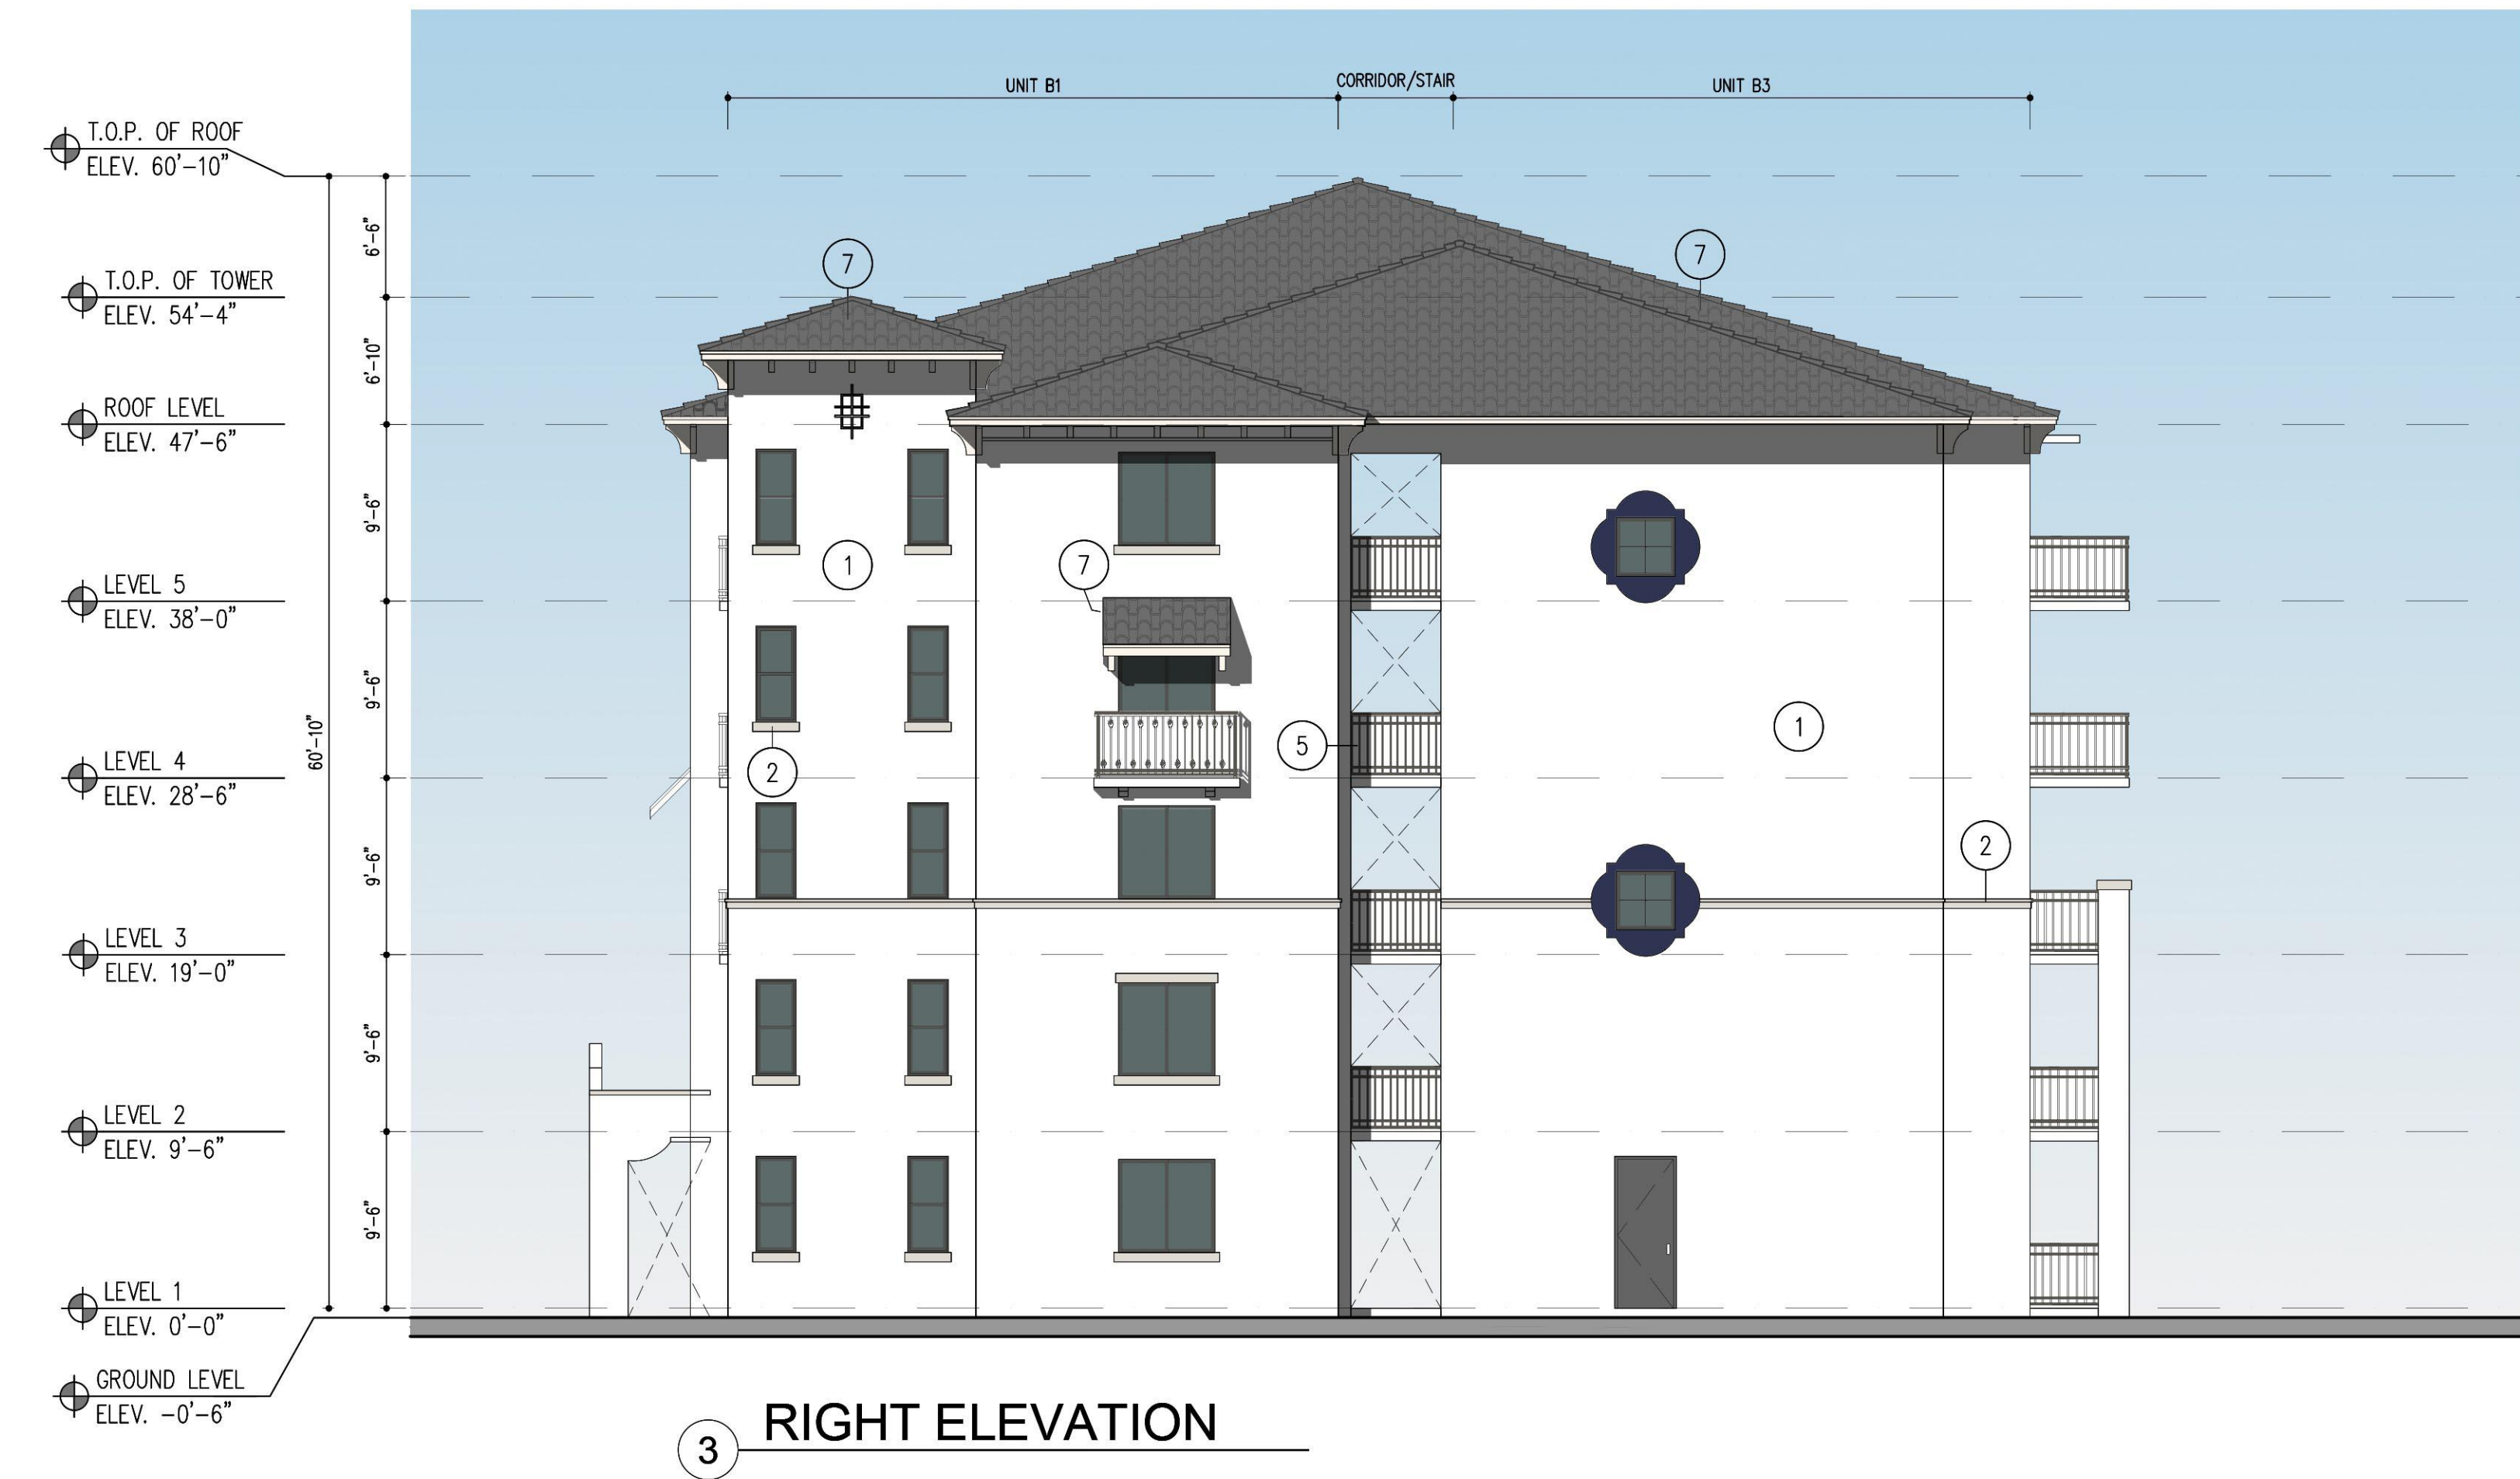 UNIT B1
CORRIDOR/STAIR
UNIT B3
T.O.P. OF ROOF
ELEV. 60'-10"
6'-6"
7
7
T.O.P. OF TOWER
ELEV. 54'-4"
6'-10"
ROOF LEVEL
ELEV. 47'-6"
9'-6"
1
7
LEVEL 5
ELEV. 38'-0"
9'-6"
60'-10"
5
1
2
LEVEL 4
ELEV. 28'-6"
9'-6"
2
LEVEL 3
ELEV. 19'-0"
9'-6"
LEVEL 2
ELEV. 9'-6"
9'-6"
LEVEL 1
ELEV. 0'-0"
GROUND LEVEL
ELEV. -0'-6"
3 RIGHT ELEVATION